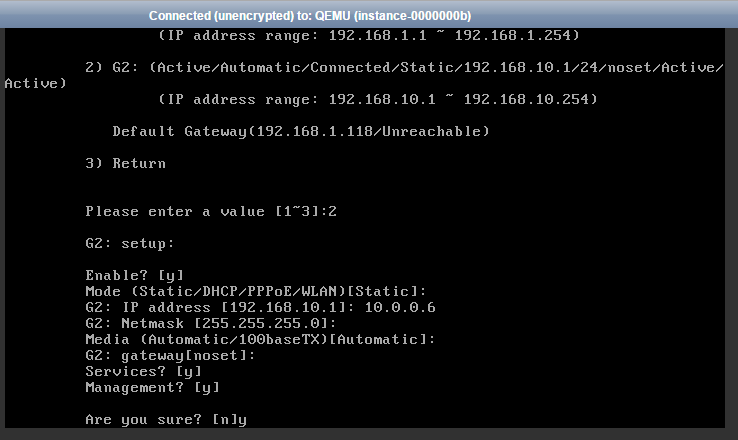 Connected (unencrypted) to: QEMU (instance-0000000b)
(IP address range: 192.168.1.1 ~ 192.168.1.254)
2) G2: (Active/Automatic/Connected/Static/192.168.10.1/24/noset/Active/
Active)
(IP address range: 192.168.10.1 ~ 192.168.10.254)
Default Gateway(192.168.1.118/Unreachable)
3) Return
Please enter a value [1~3]:2
G2: setup:
Enable? [y]
Mode (Static/DHCP/PPPoE/WLAN)[Static]:
G2: IP address [192.168.10.1]: 10.0.0.6
G2: Netmask [255.255.255.0]:
Media (Automatic/100baseTX)[Automatic]:
G2: gateway[noset]:
Services? [y]
Management? [y]
Are you sure? [n]y